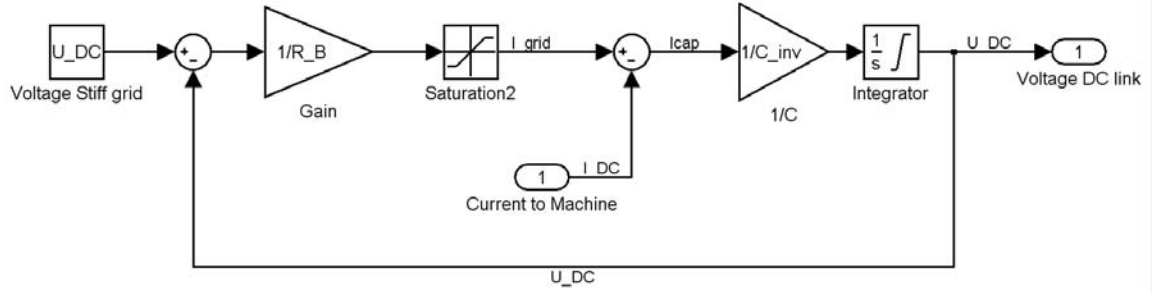 U_DC
Voltage Stiff grid
+
-
1/R_B
Gain
Saturation2
I_grid
+
-
Icap
1/C_inv
1/C
1
s
Integrator
U_DC
1
Voltage DC link
1
I_DC
Current to Machine
U_DC